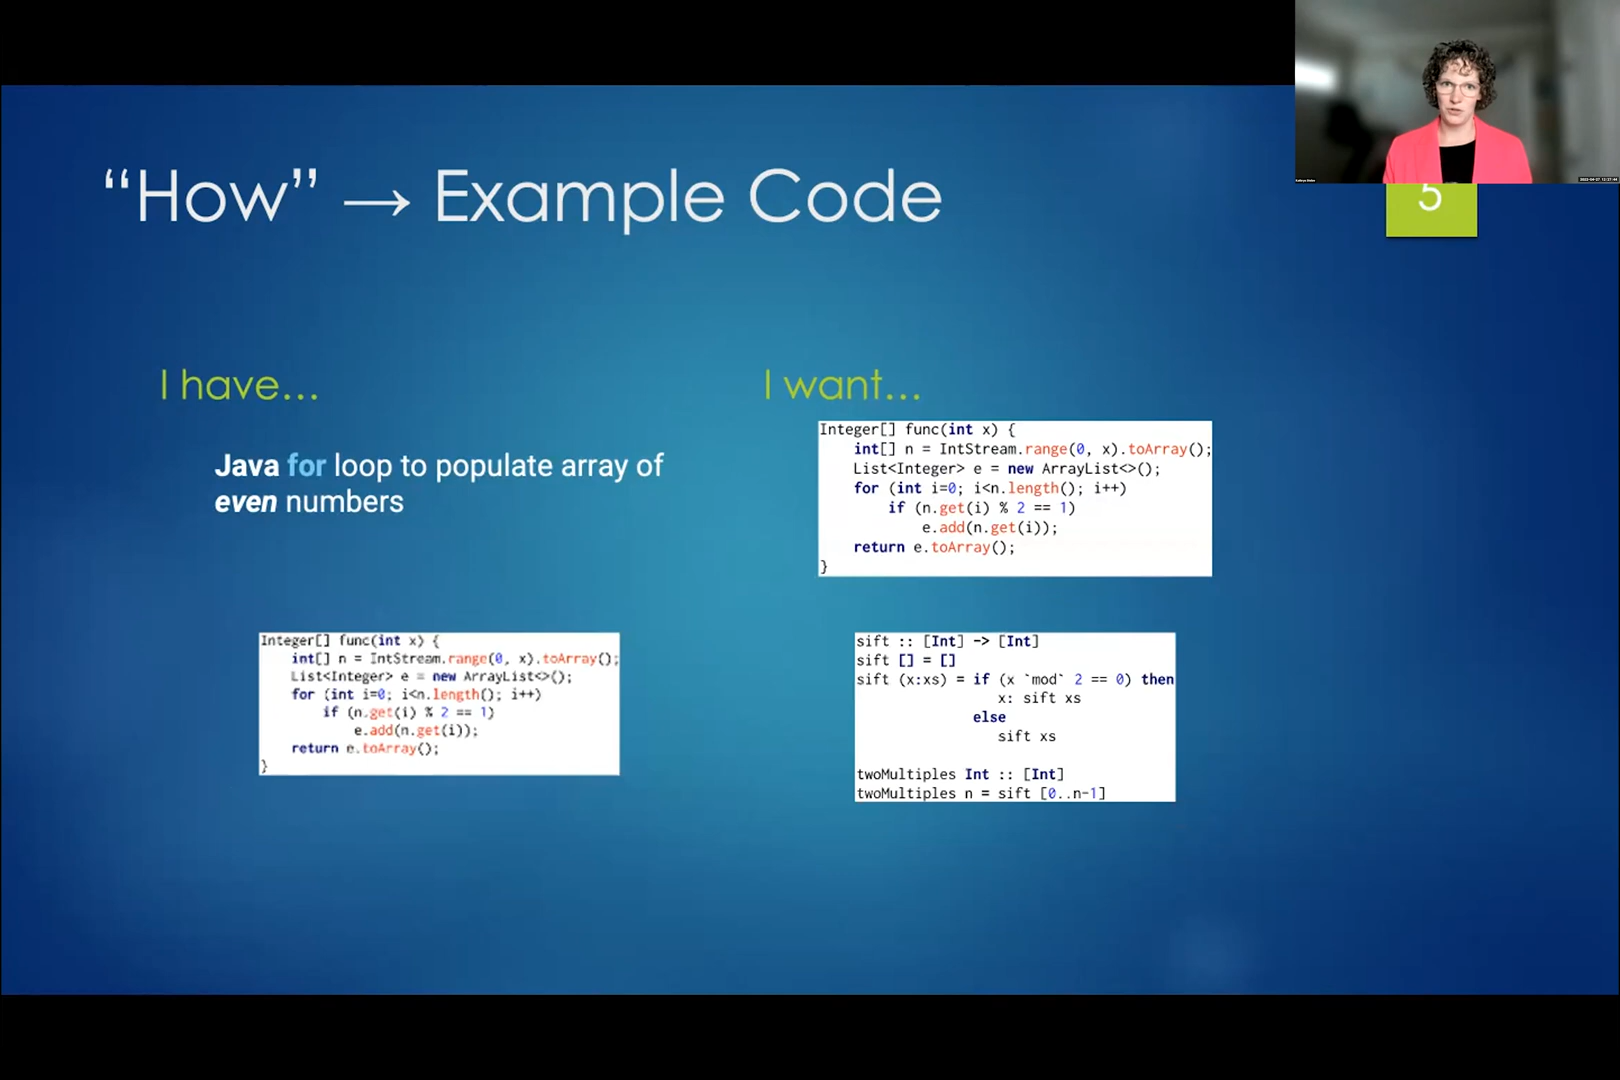 “How” → Example Code
5
I have...
I want...
Java for loop to populate array of
even numbers
Integer[] func(int x) {
    int[] n = IntStream.range(0, x).toArray();
    List<Integer> e = new ArrayList<>();
    for (int i=0; i<n.length(); i++)
        if (n.get(i) % 2 == 1)
            e.add(n.get(i));
    return e.toArray();
}
Integer[] func(int x) {
    int[] n = IntStream.range(0, x).toArray();
    List<Integer> e = new ArrayList<>();
    for (int i=0; i<n.length(); i++)
        if (n.get(i) % 2 == 1)
            e.add(n.get(i));
    return e.toArray();
}
sift :: [Int] -> [Int]
sift [] = []
sift (x:xs) = if (x `mod` 2 == 0) then
                 x: sift xs
              else
                 sift xs
twoMultiples Int :: [Int]
twoMultiples n = sift [0..n-1]